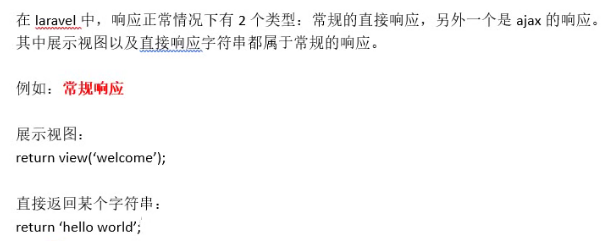 在 laravel 中，响应正常情况下有 2 个类型：常规的直接响应，另外一个是 ajax 的响应。
其中展示视图以及直接响应字符串都属于常规的响应。
例如：常规响应
展示视图：
return view(‘welcome’);
直接返回某个字符串：
return ‘hello world’;